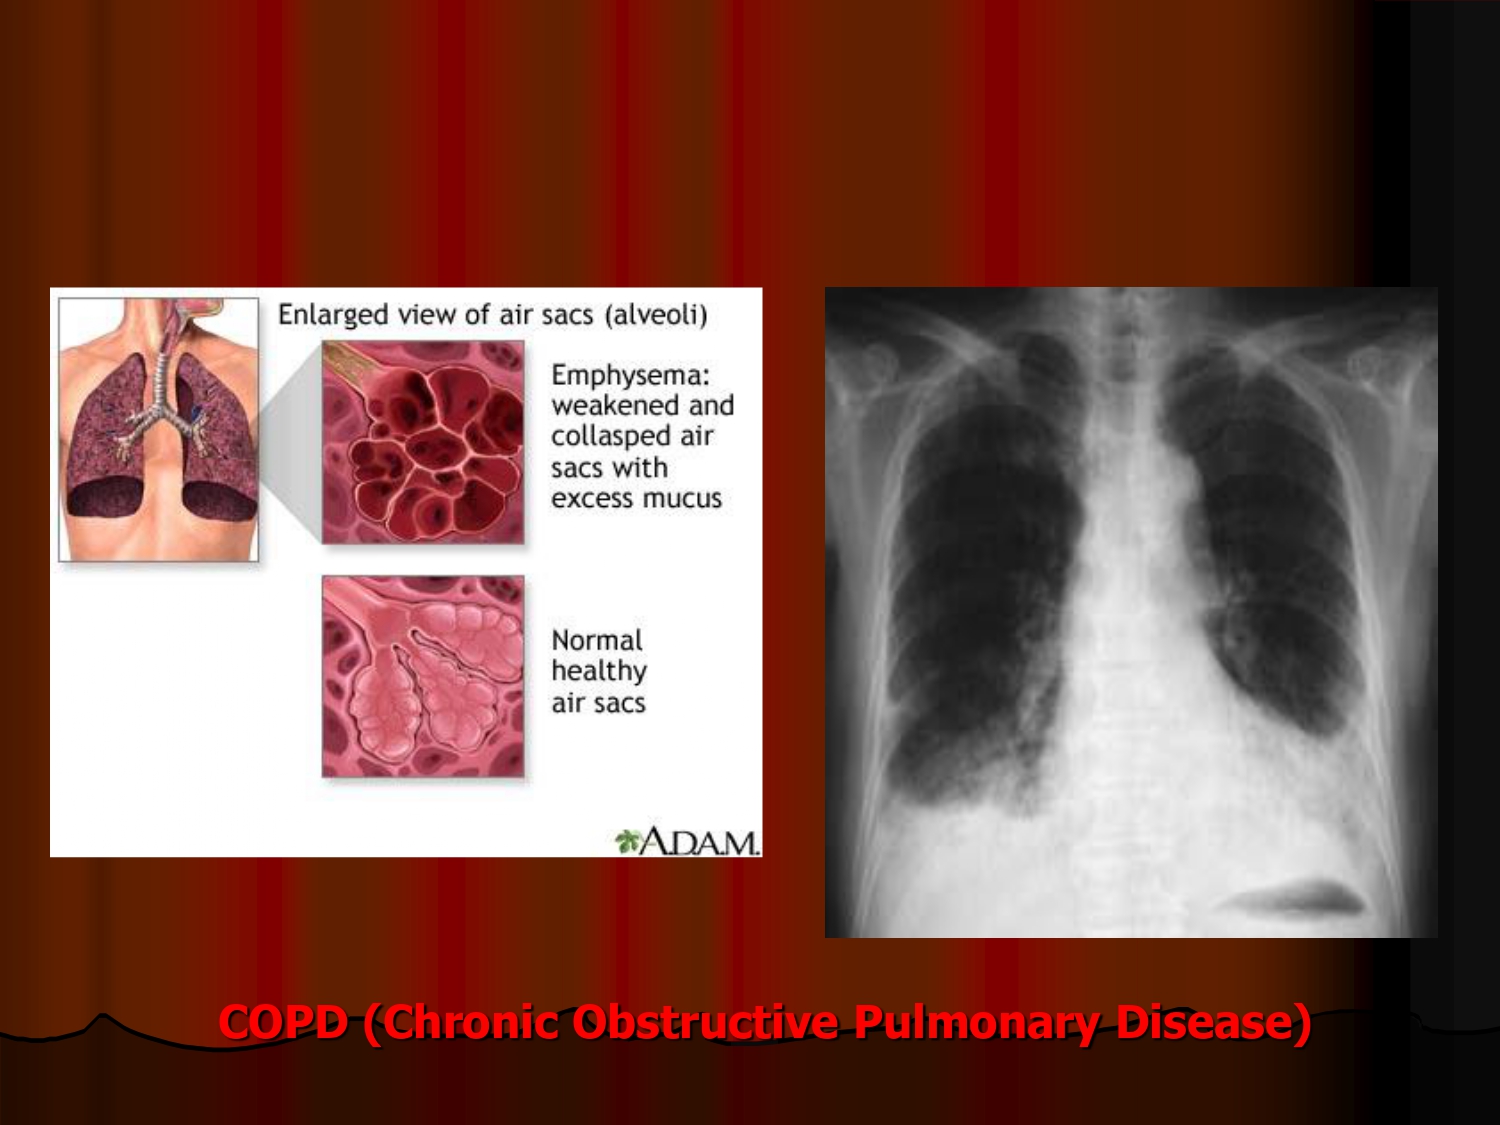 Enlarged view of air sacs (alveoli)
Emphysema:
weakened and
collasped air
sacs with
excess mucus
Normal
healthy
air sacs
A.D.A.M.
COPD (Chronic Obstructive Pulmonary Disease)